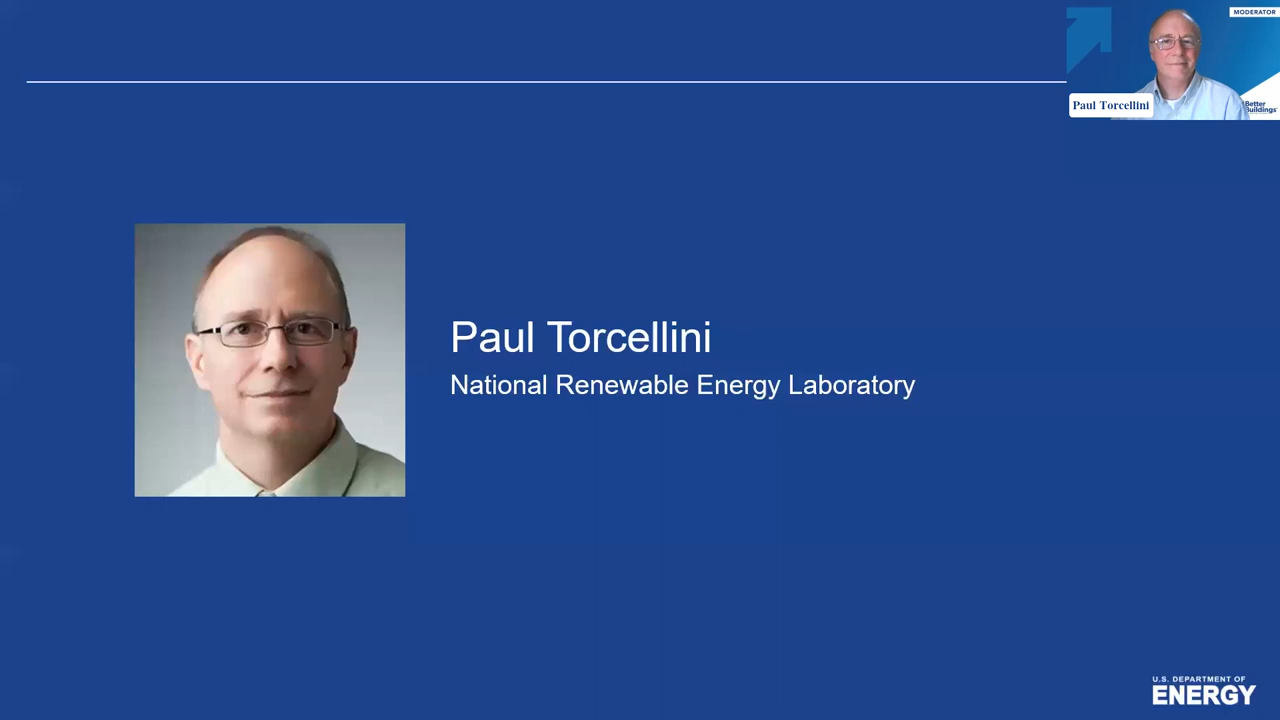 MODERATOR
Paul Torcellini
Better
Buildings
Paul Torcellini
National Renewable Energy Laboratory
U.S. DEPARTMENT OF
ENERGY